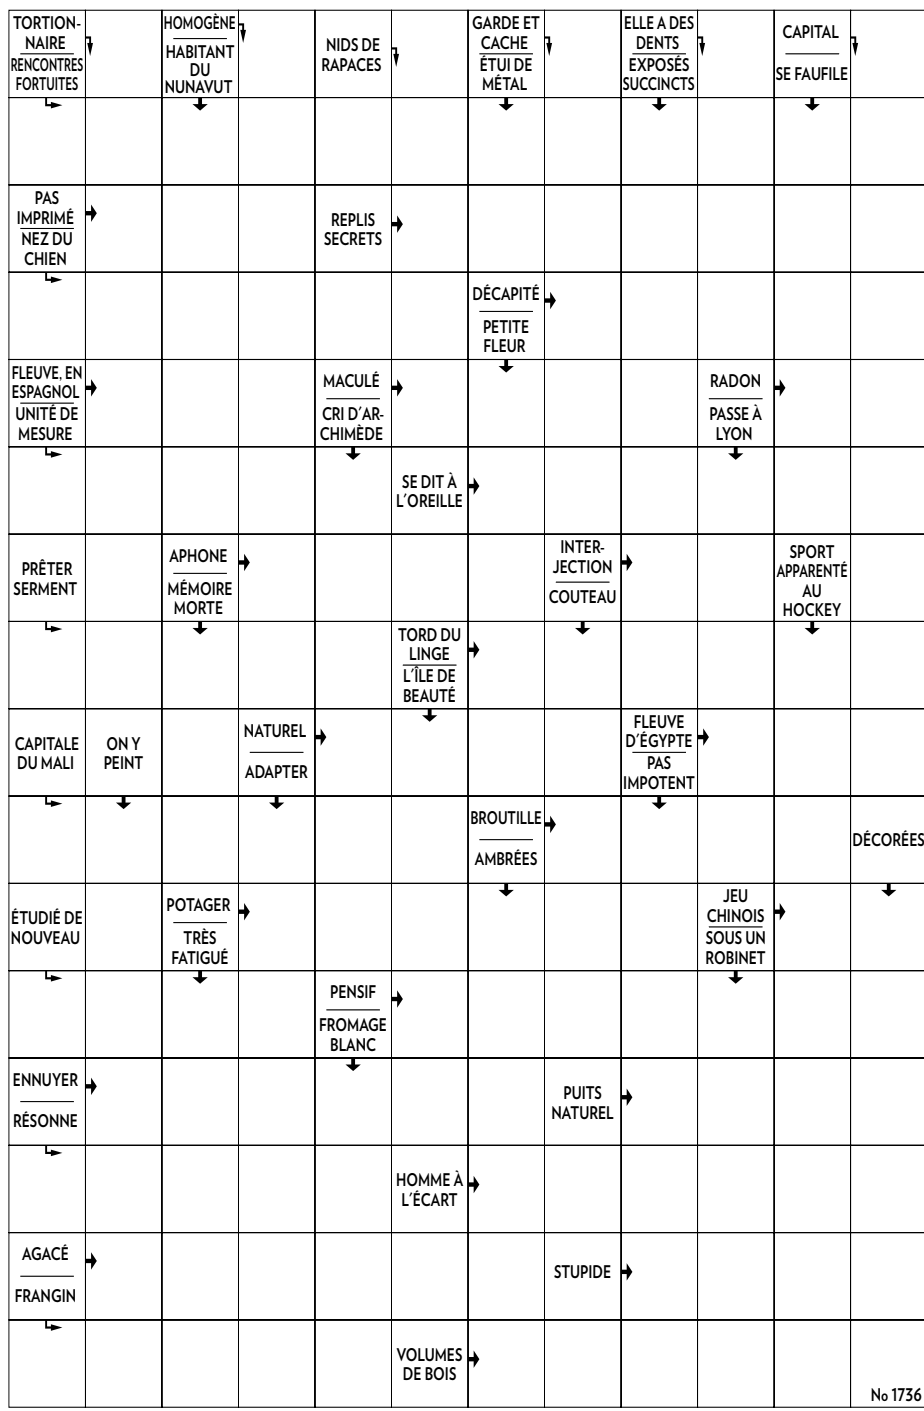 TORTION-
NAIRE
RENCONTRES
FORTUITES
HOMOGÈNE
HABITANT
DU
NUNAVUT
NIDS DE
RAPACES
GARDE ET
CACHE
ÉTUI DE
MÉTAL
ELLE A DES
DENTS
EXPOSÉS
SUCCINCTS
CAPITAL
SE FAUFILE
PAS
IMPRIMÉ
NEZ DU
CHIEN
REPLIS
SECRETS
DÉCAPITÉ
PETITE
FLEUR
FLEUVE, EN
ESPAGNOL
UNITÉ DE
MESURE
MACULÉ
CRI D'AR-
CHIMÈDE
RADON
PASSE À
LYON
SE DIT À
L'OREILLE
PRÊTER
SERMENT
APHONE
MÉMOIRE
MORTE
INTER-
JECTION
COUTEAU
SPORT
APPARENTÉ
AU
HOCKEY
TORD DU
LINGE
L'ÎLE DE
BEAUTÉ
CAPITALE
DU MALI
ON Y
PEINT
NATUREL
ADAPTER
FLEUVE
D'ÉGYPTE
PAS
IMPOTENT
BROUTILLE
AMBRÉES
DÉCORÉES
ÉTUDIÉ DE
NOUVEAU
POTAGER
TRÈS
FATIGUÉ
JEU
CHINOIS
SOUS UN
ROBINET
PENSIF
FROMAGE
BLANC
ENNUYER
RÉSONNE
PUITS
NATUREL
HOMME À
L'ÉCART
AGACÉ
FRANGIN
STUPIDE
VOLUMES
DE BOIS
No 1736